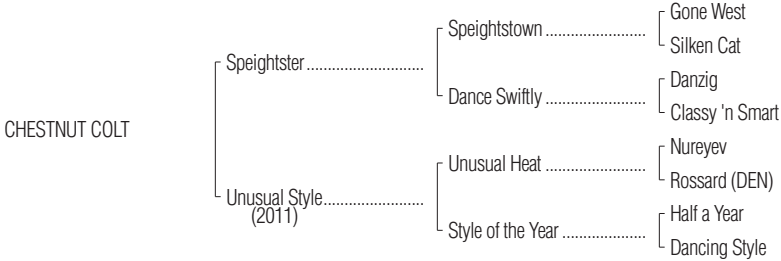 Gone West
Speightstown
Silken Cat
Speightster
Danzig
Dance Swiftly
Classy 'n Smart
CHESTNUT COLT
Nureyev
Unusual Heat
Rossard (DEN)
Unusual Style
(2011)
Half a Year
Style of the Year
Dancing Style